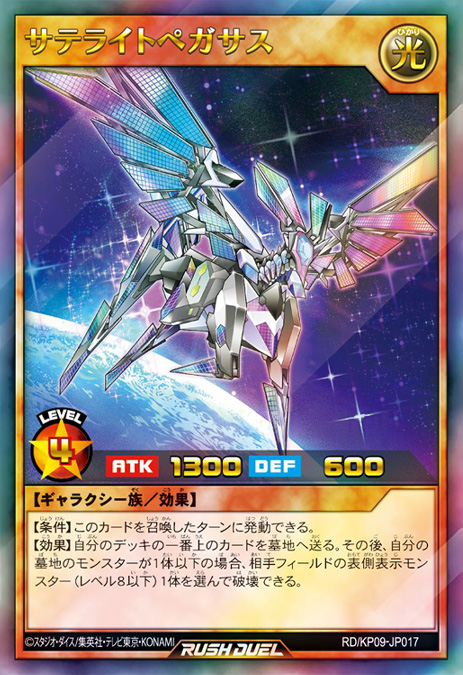 サテライトペガサス
ひかり
光
LEVEL
4
ATK 1300 DEF 600
【ギャラクシー族／効果】
【条件】このカードを召喚したターンに発動できる。
【効果】自分のデッキの一番上のカードを墓地へ送る。その後、自分の
墓地のモンスターが1体以下の場合、相手フィールドの表側表示モン
スター（レベル8以下）1体を選んで破壊できる。
©スタジオ・ダイス/集英社・テレビ東京・KONAMI
RUSH DUEL
RD/KP09-JP017